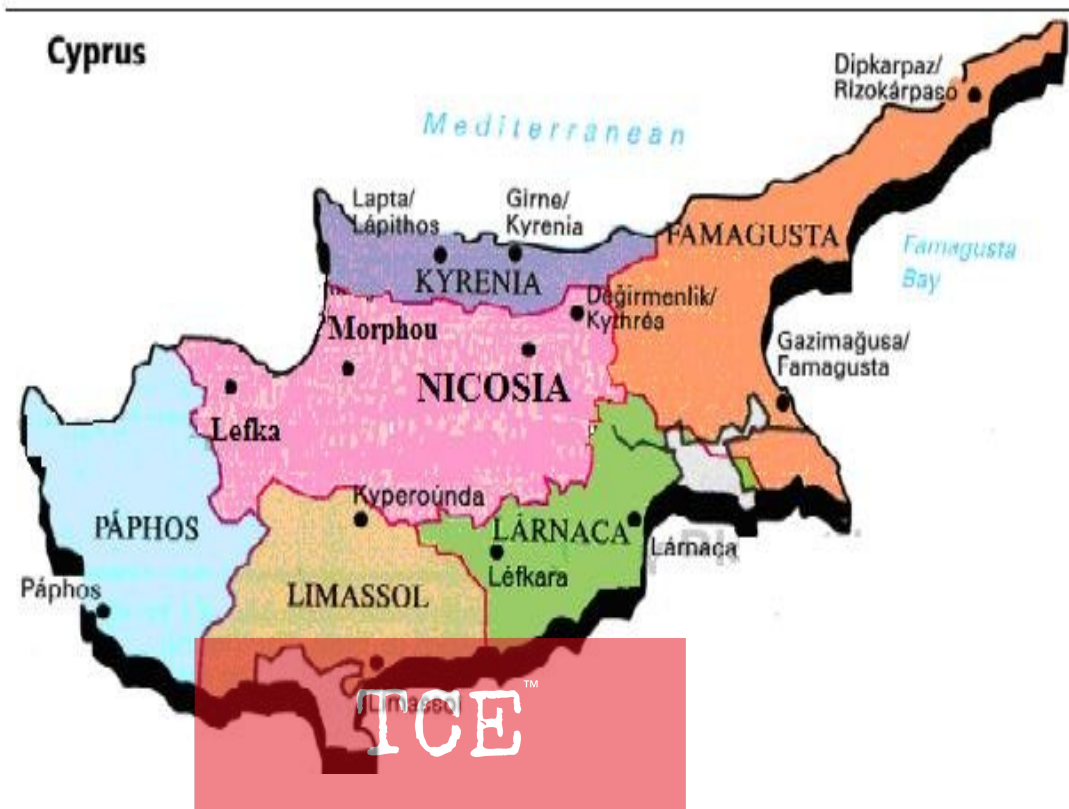 Cyprus
Dipkarpaz/
Rizokárpaso
Mediterranean
Lapta/
Lápithos
Girne/
Kyrenia
FAMAGUSTA
Famagusta
Bay
KYRENIA
Değirmenlik/
Kythréa
Morphou
Gazimağusa/
Famagusta
NICOSIA
Lefka
Kyperoúnda
PÁPHOS
LÁRNACA
Lárnaça
Léfkara
Páphos
LIMASSOL
Limassol
TCE™